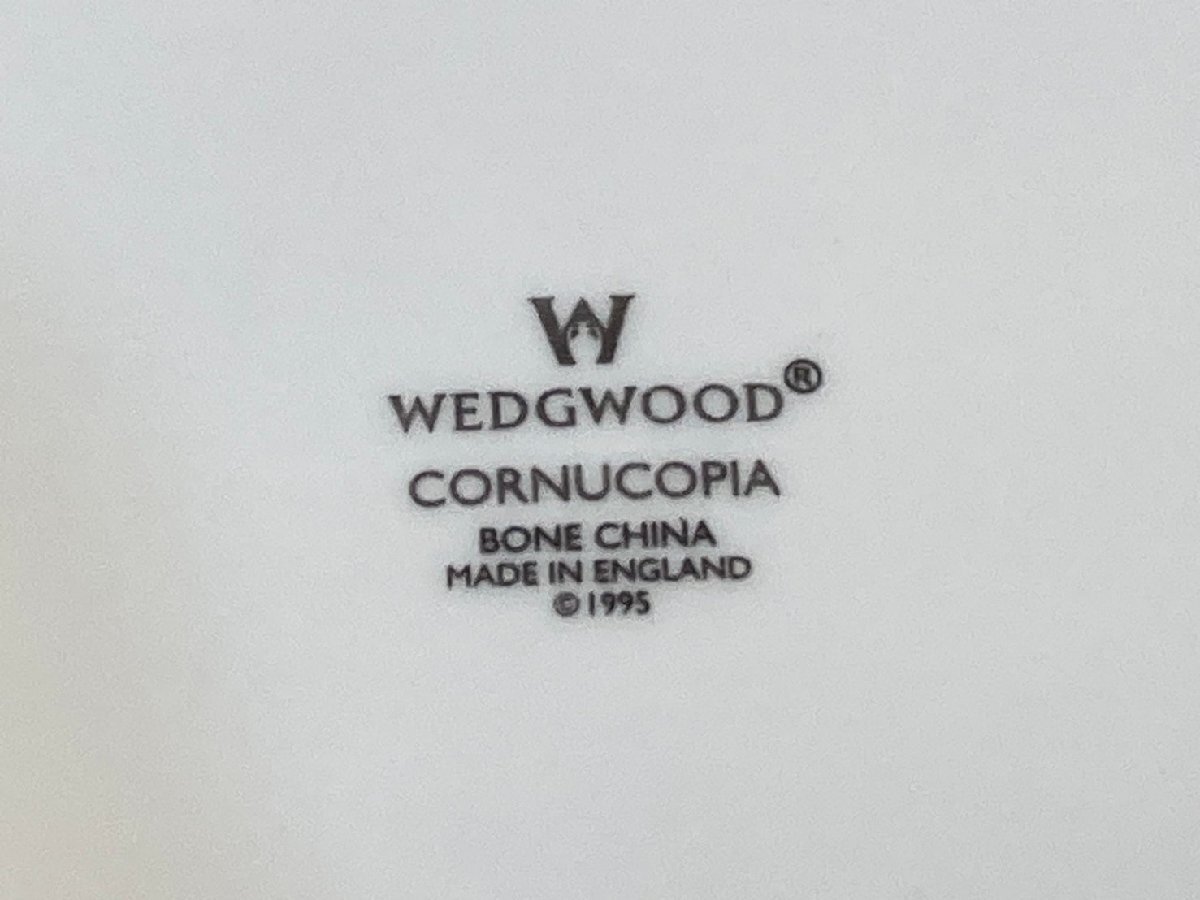 W
WEDGWOOD®
CORNUCOPIA
BONE CHINA
MADE IN ENGLAND
©1995